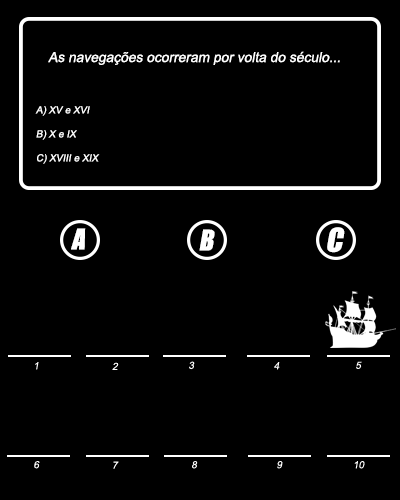 As navegações ocorreram por volta do século...
A) XV e XVI
B) X e IX
C) XVIII e XIX
A B C
1 2 3 4 5
6 7 8 9 10